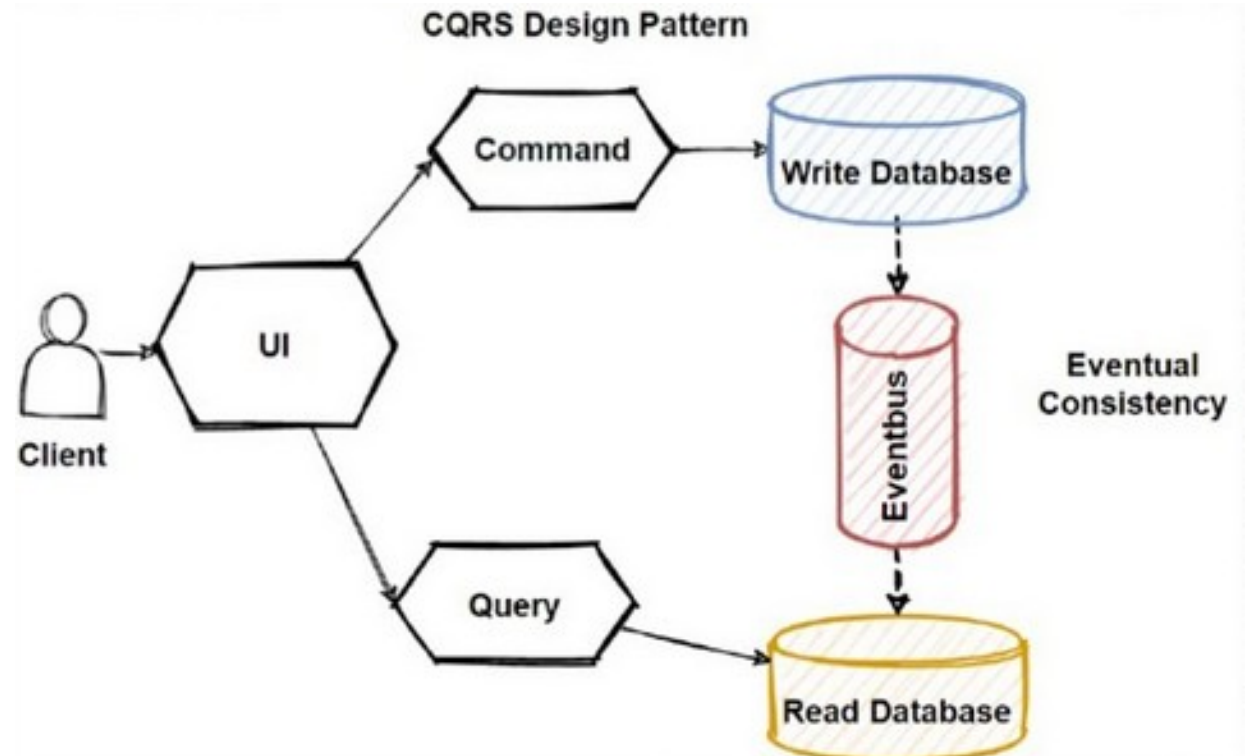 CQRS Design Pattern
Command
Write Database
UI
Client
Eventbus
Eventual
Consistency
Query
Read Database